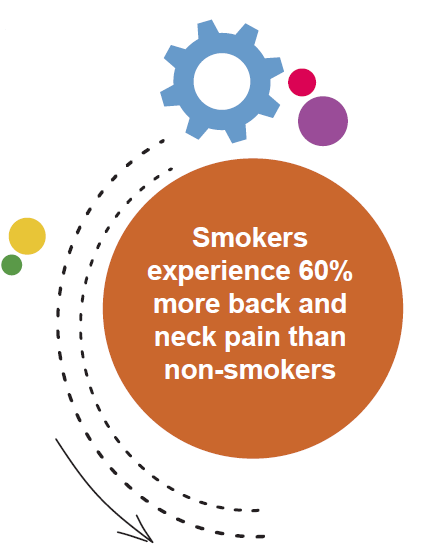 Smokers
experience 60%
more back and
neck pain than
non-smokers